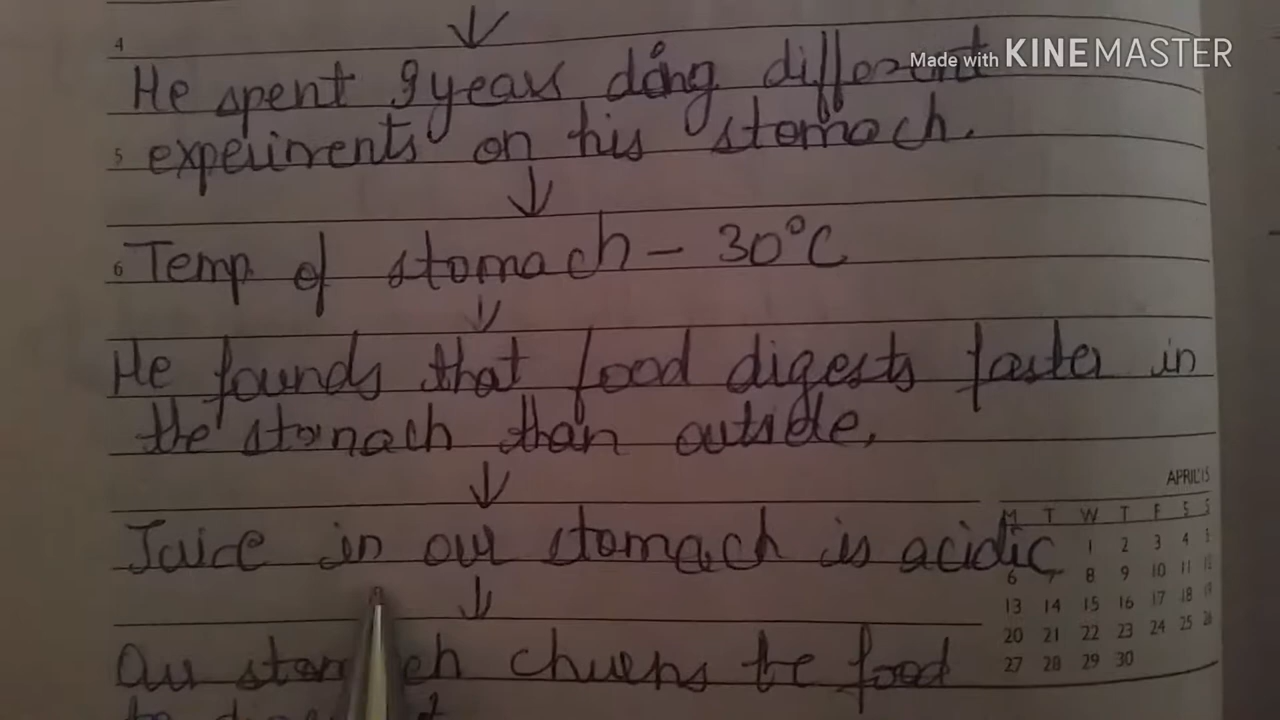 4
Made with KINEMASTER
He spent 9 years doing different
5
experiments on his stomach.
6
Temp of stomach – 30°C
He founds that food digests faster in
the stomach than outside.
APRIL'15
M T W T F S S
Juice in our stomach is acidic
1 2 3 4 5
6 7 8 9 10 11 12
13 14 15 16 17 18 19
20 21 22 23 24 25 26
27 28 29 30
Our stomach churns the food